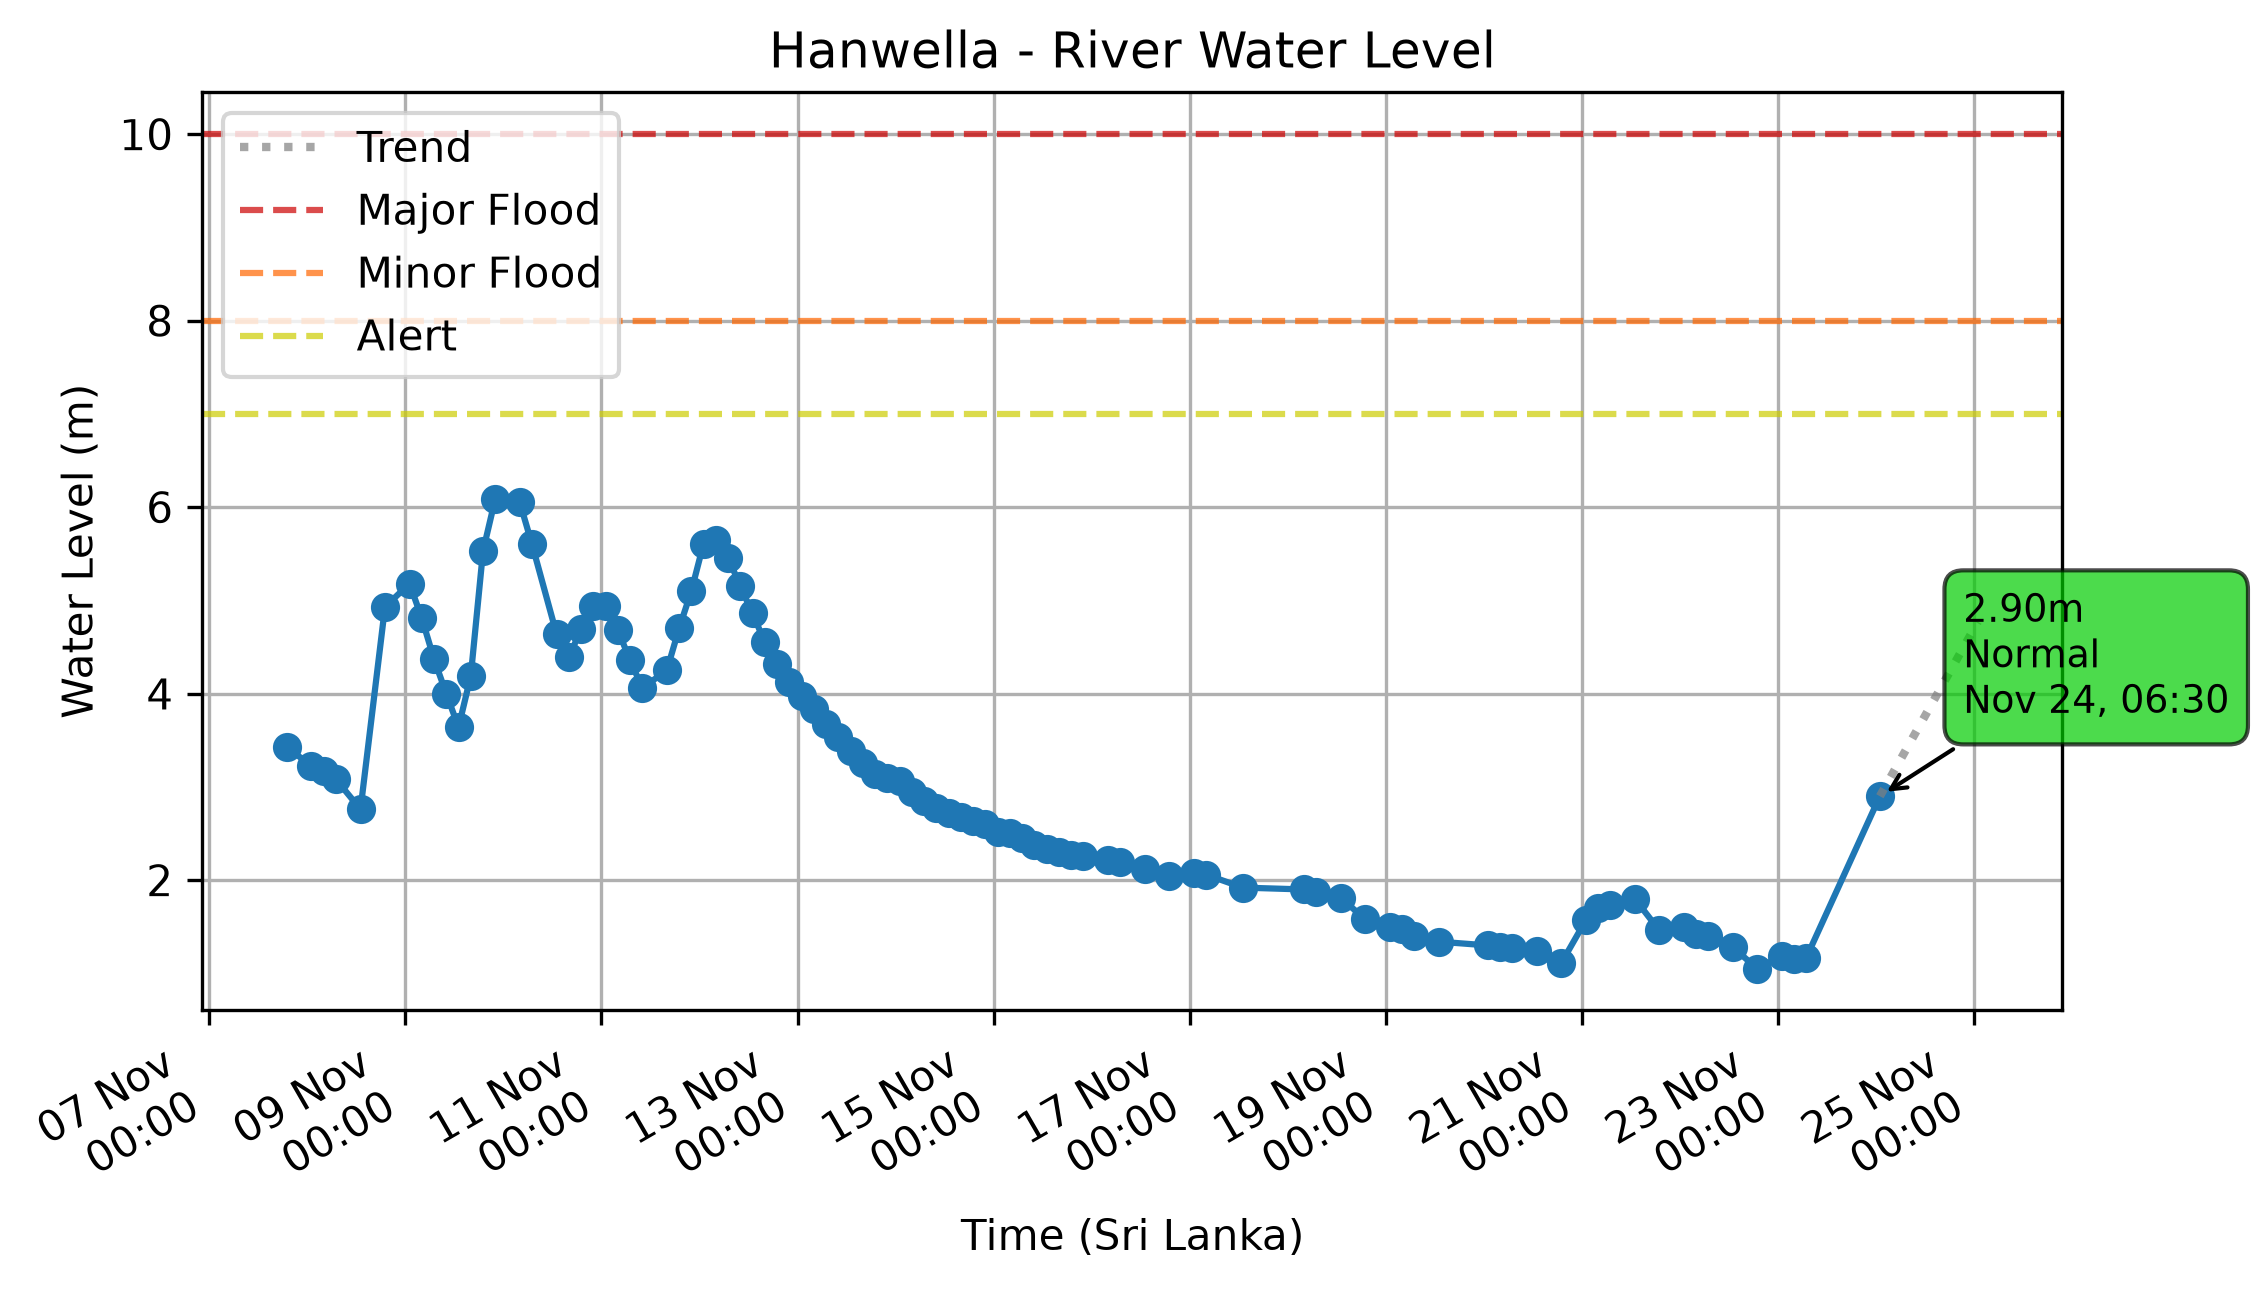 Hanwella - River Water Level
10
8
6
4
2
Water Level (m)
Trend
Major Flood
Minor Flood
Alert
2.90m
Normal
Nov 24, 06:30
07 Nov
00:00
09 Nov
00:00
11 Nov
00:00
13 Nov
00:00
15 Nov
00:00
17 Nov
00:00
19 Nov
00:00
21 Nov
00:00
23 Nov
00:00
25 Nov
00:00
Time (Sri Lanka)